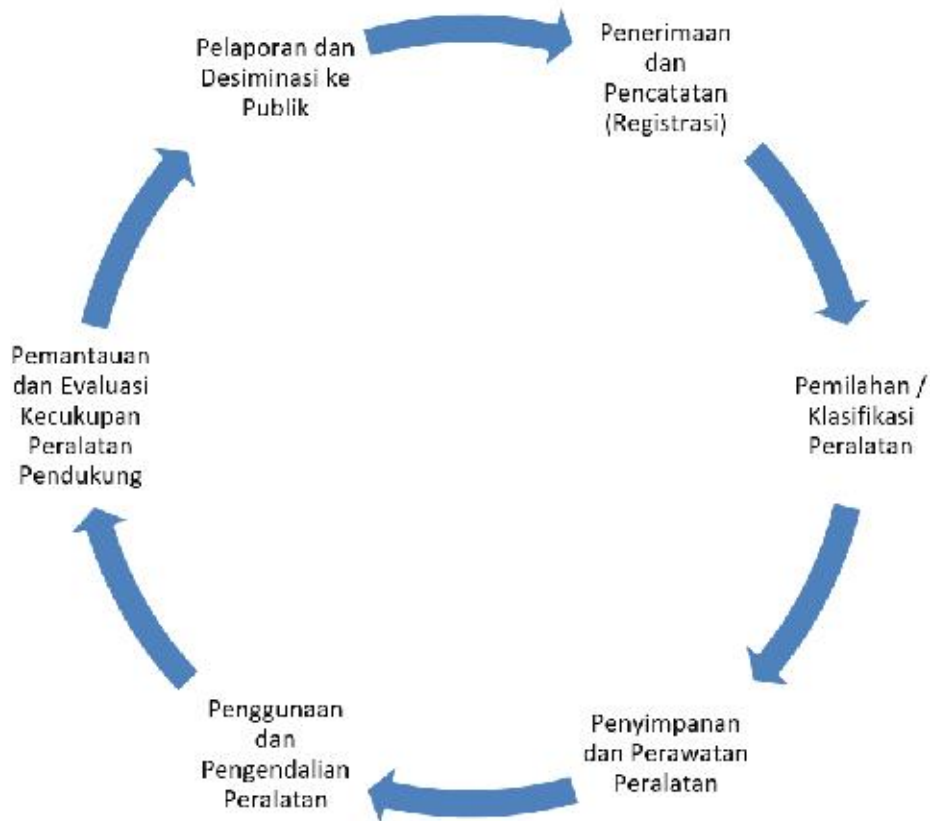 Pelaporan dan
Desiminasi ke
Publik
Penerimaan
dan
Pencatatan
(Registrasi)
Pemilahan /
Klasifikasi
Peralatan
Penyimpanan
dan Perawatan
Peralatan
Penggunaan
dan
Pengendalian
Peralatan
Pemantauan
dan Evaluasi
Kecukupan
Peralatan
Pendukung